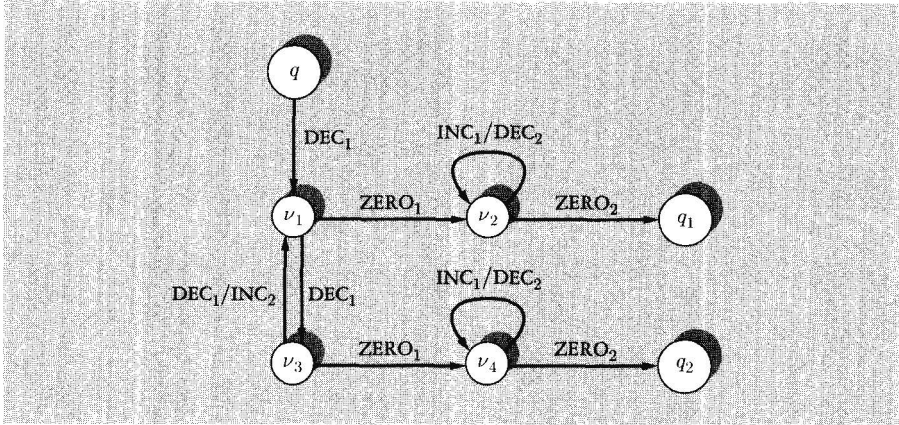 q
DEC₁
INC₁/DEC₂
ν₁
ZERO₁
ν₂
ZERO₂
q₁
DEC₁/INC₂
DEC₁
INC₁/DEC₂
ν₃
ZERO₁
ν₄
ZERO₂
q₂